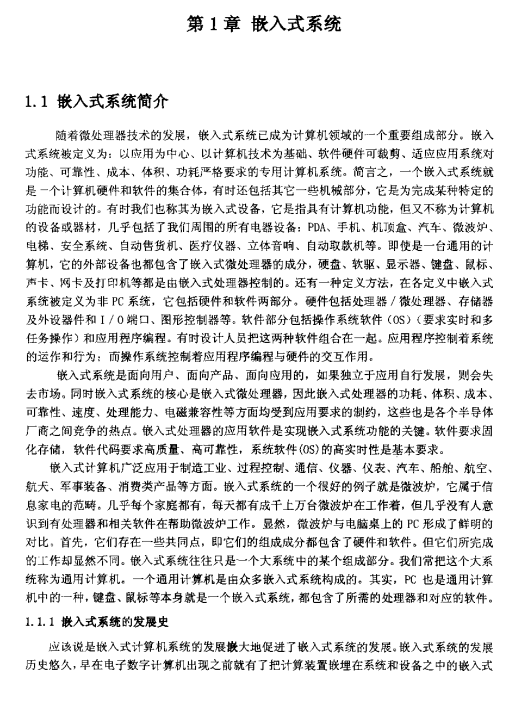 第 1 章 嵌入式系统
1.1 嵌入式系统简介
随着微处理器技术的发展，嵌入式系统已成为计算机领域的一个重要组成部分。嵌入
式系统被定义为：以应用为中心、以计算机技术为基础、软件硬件可裁剪、适应应用系统对
功能、可靠性、成本、体积、功耗严格要求的专用计算机系统。简言之，一个嵌入式系统就
是一个计算机硬件和软件的集合体，有时还包括其它一些机械部分，它是为完成某种特定的
功能而设计的。有时我们也称其为嵌入式设备，它是指具有计算机功能，但又不称为计算机
的设备或器材，几乎包括了我们周围的所有电器设备：PDA、手机、机顶盒、汽车、微波炉、
电梯、安全系统、自动售货机、医疗仪器、立体音响、自动取款机等。即使是一台通用的计
算机，它的外部设备也都包含了嵌入式微处理器的成分，硬盘、软驱、显示器、键盘、鼠标、
声卡、网卡及打印机等都是由嵌入式处理器控制的。还有一种定义方法，在各定义中嵌入式
系统被定义为非 PC 系统，它包括硬件和软件两部分。硬件包括处理器／微处理器、存储器
及外设器件和 I／O 端口、图形控制器等。软件部分包括操作系统软件（OS）（要求实时和多
任务操作）和应用程序编程。有时设计人员把这两种软件组合在一起。应用程序控制着系统
的运作和行为；而操作系统控制着应用程序编程与硬件的交互作用。
嵌入式系统是面向用户、面向产品、面向应用的，如果独立于应用自行发展，则会失
去市场。同时嵌入式系统的核心是嵌入式微处理器，因此嵌入式处理器的功耗、体积、成本、
可靠性、速度、处理能力、电磁兼容性等方面均受到应用要求的制约，这些也是各个半导体
厂商之间竞争的热点。嵌入式处理器的应用软件是实现嵌入式系统功能的关键。软件要求固
化存储，软件代码要求高质量、高可靠性，系统软件(OS)的高实时性是基本要求。
嵌入式计算机广泛应用于制造工业、过程控制、通信、仪器、仪表、汽车、船舶、航空、
航天、军事装备、消费类产品等方面。嵌入式系统的一个很好的例子就是微波炉，它属于信
息家电的范畴。几乎每个家庭都有，每天都有成千上万台微波炉在工作着，但几乎没有人意
识到有处理器和相关软件在帮助微波炉工作。显然，微波炉与电脑桌上的 PC 形成了鲜明的
对比。首先，它们存在一些共同点，即它们的组成成分都包含了硬件和软件。但它们所完成
的工作却显然不同。嵌入式系统往往只是一个大系统中的某个组成部分。我们常把这个大系
统称为通用计算机。一个通用计算机是由众多嵌入式系统构成的。其实，PC 也是通用计算
机中的一种，键盘、鼠标等本身就是一个嵌入式系统，都包含了所需的处理器和对应的软件。
1.1.1 嵌入式系统的发展史
应该说是嵌入式计算机系统的发展嵌大地促进了嵌入式系统的发展。嵌入式系统的发展
历史悠久，早在电子数字计算机出现之前就有了把计算装置嵌埋在系统和设备之中的嵌入式